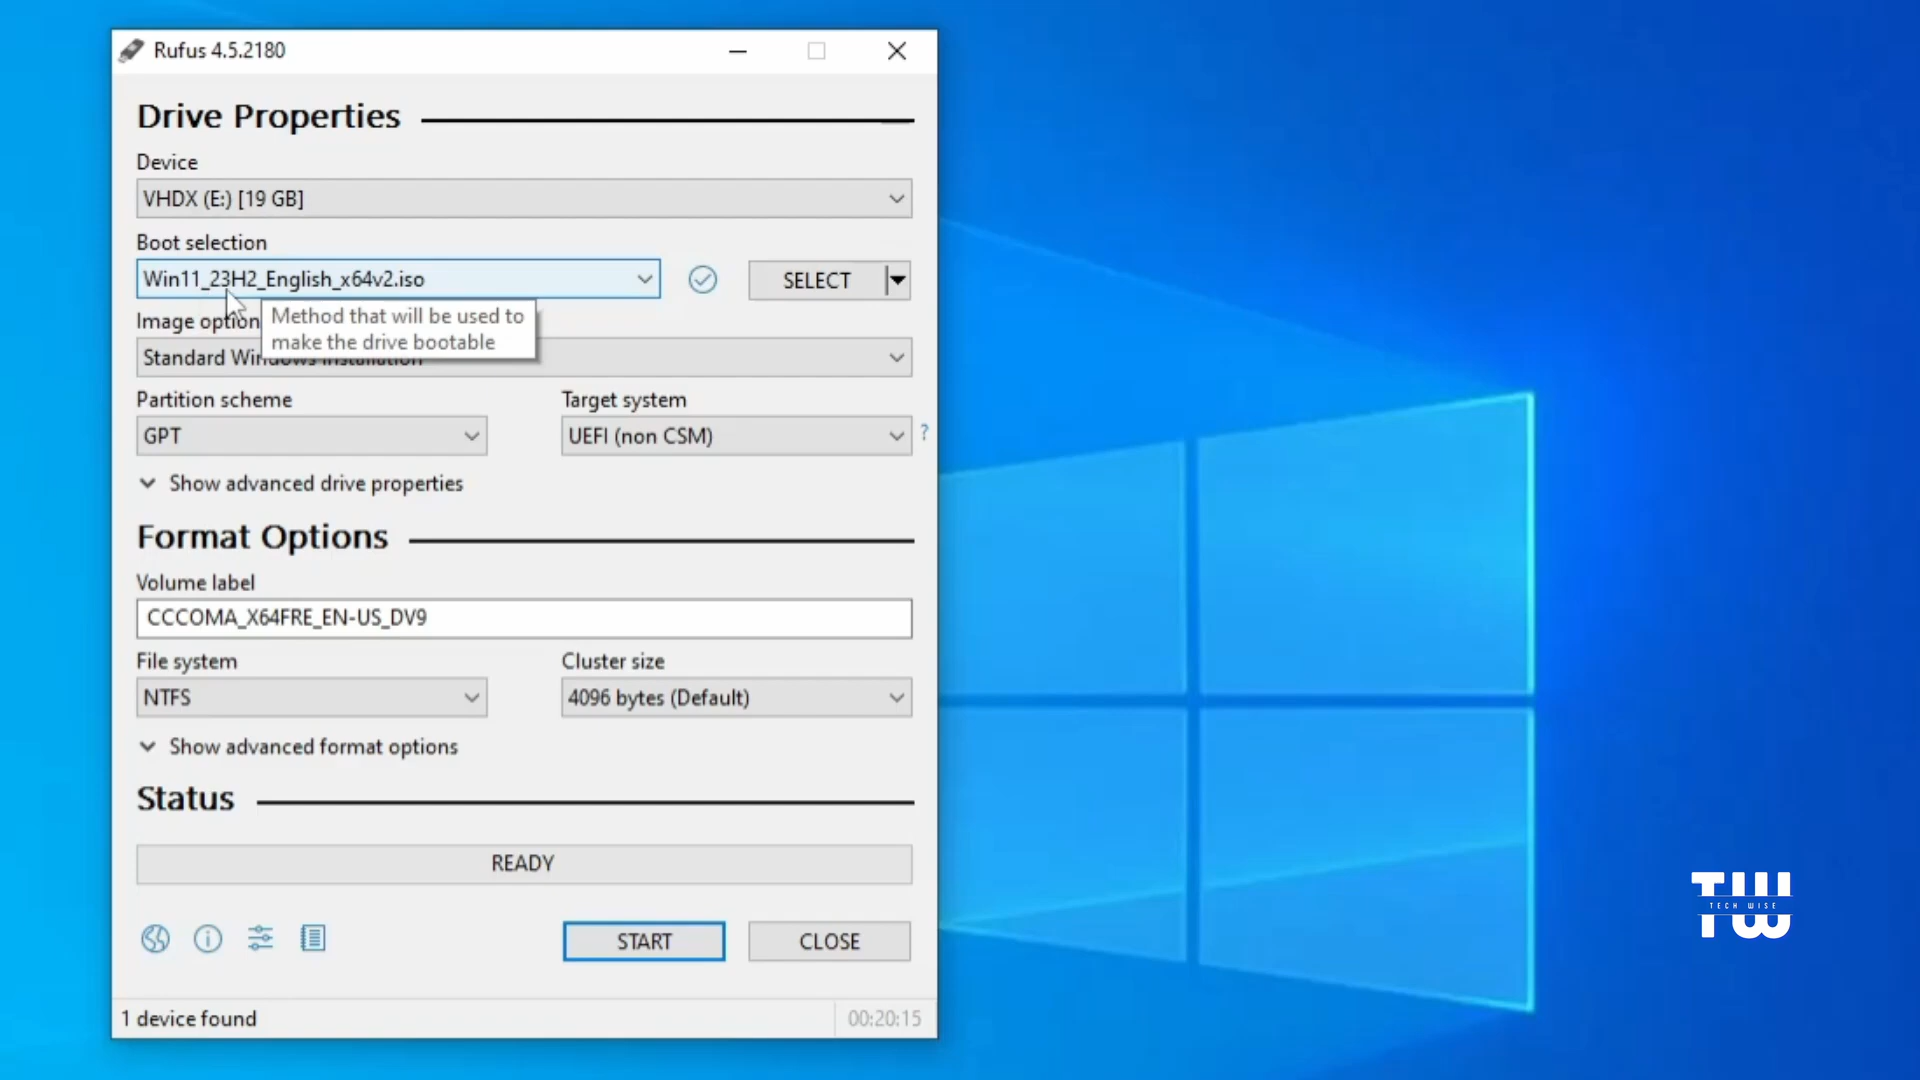 Rufus 4.5.2180
Drive Properties
Device
VHDX (E:) [19 GB]
Boot selection
Win11_23H2_English_x64v2.iso
SELECT
Method that will be used to
make the drive bootable
Image option
Standard Windows Installation
Partition scheme
Target system
GPT
UEFI (non CSM)
?
Show advanced drive properties
Format Options
Volume label
CCCOMA_X64FRE_EN-US_DV9
File system
Cluster size
NTFS
4096 bytes (Default)
Show advanced format options
Status
READY
START
CLOSE
1 device found
00:20:15
TW
TECH WISE